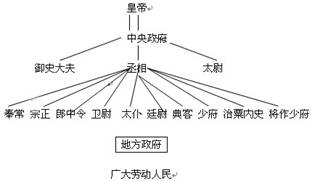 皇帝
中央政府
御史大夫 丞相 太尉
奉常 宗正 郎中令 卫尉 太仆 廷尉 典客 少府 治粟内史 将作少府
地方政府
广大劳动人民